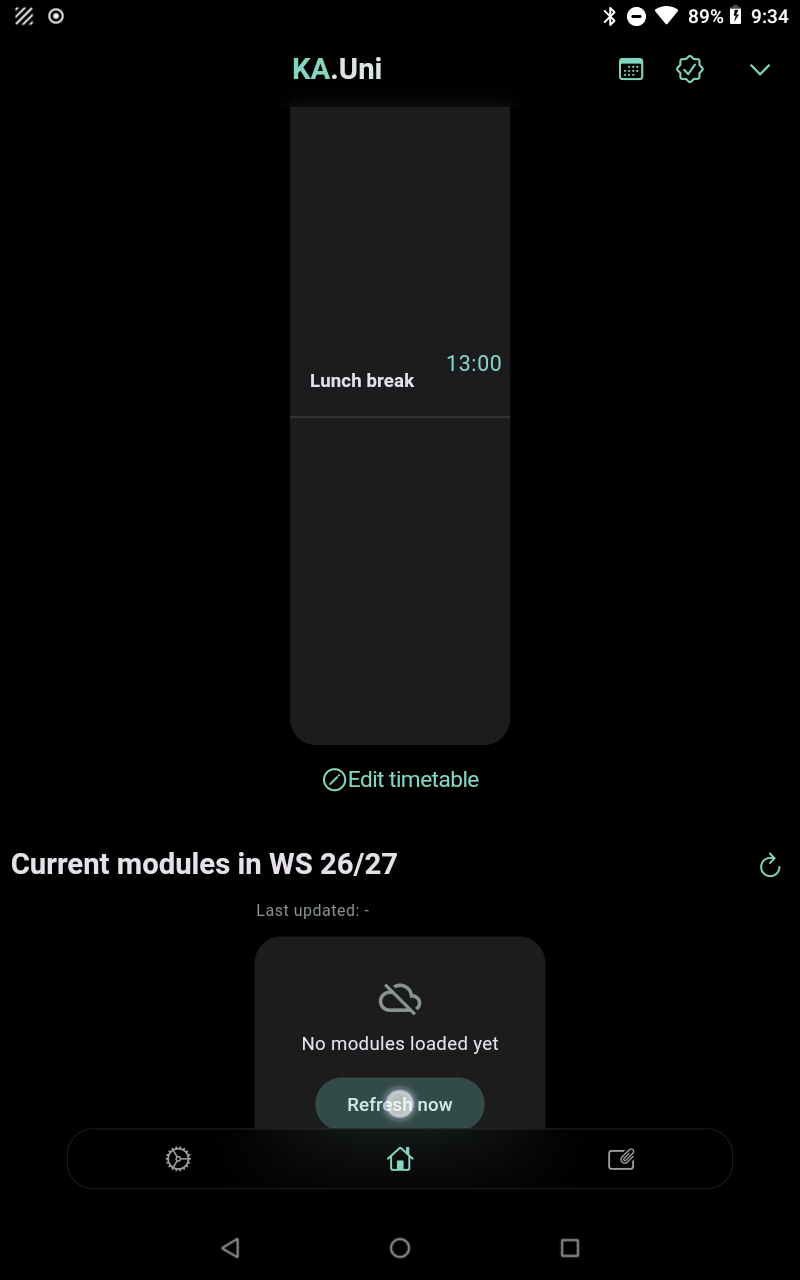 89% 9:34
KA.Uni
13:00
Lunch break
Edit timetable
Current modules in WS 26/27
Last updated: -
No modules loaded yet
Refresh now